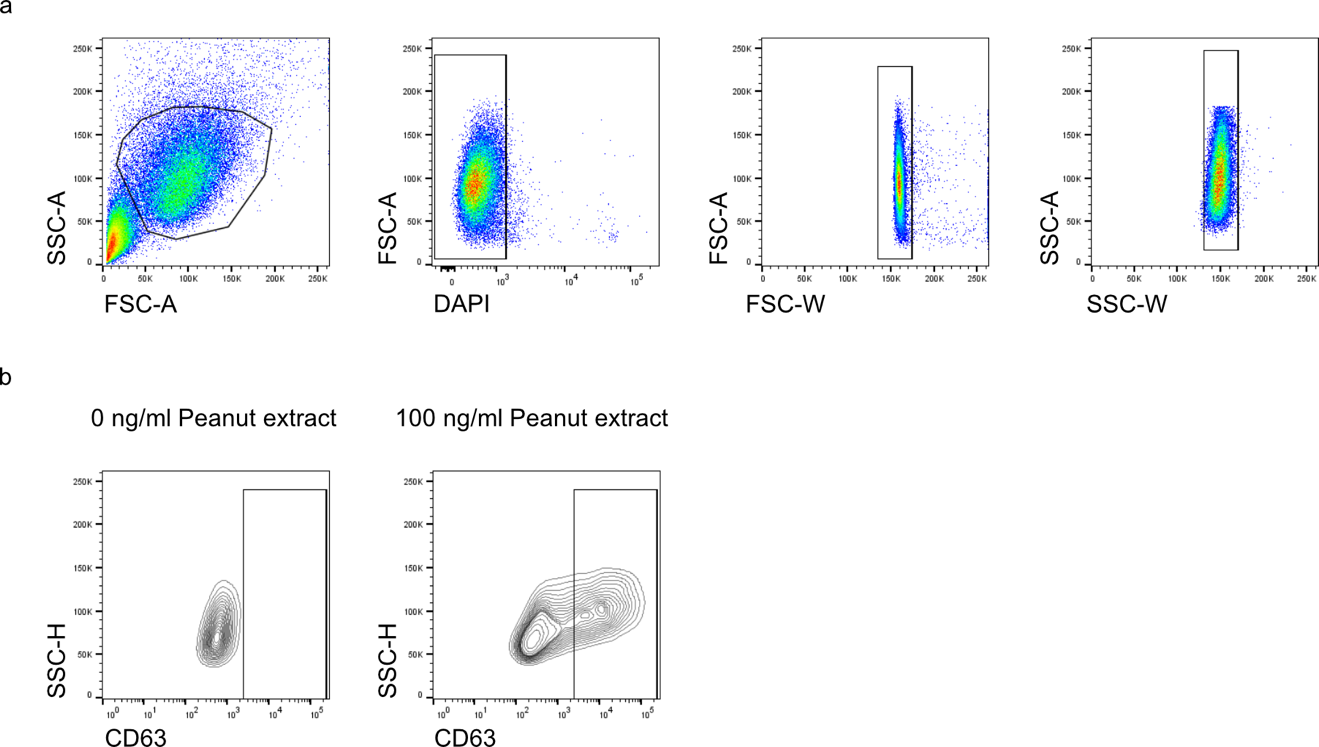 a
250K
200K
150K
100K
50K
0
SSC-A
0 50K 100K 150K 200K 250K
FSC-A
250K
200K
150K
100K
50K
0
FSC-A
0 10^3 10^4 10^5
DAPI
250K
200K
150K
100K
50K
0
FSC-A
0 50K 100K 150K 200K 250K
FSC-W
250K
200K
150K
100K
50K
0
SSC-A
0 50K 100K 150K 200K 250K
SSC-W
b
0 ng/ml Peanut extract
250K
200K
150K
100K
50K
0
SSC-H
10^0 10^1 10^2 10^3 10^4 10^5
CD63
100 ng/ml Peanut extract
250K
200K
150K
100K
50K
0
SSC-H
10^0 10^1 10^2 10^3 10^4 10^5
CD63